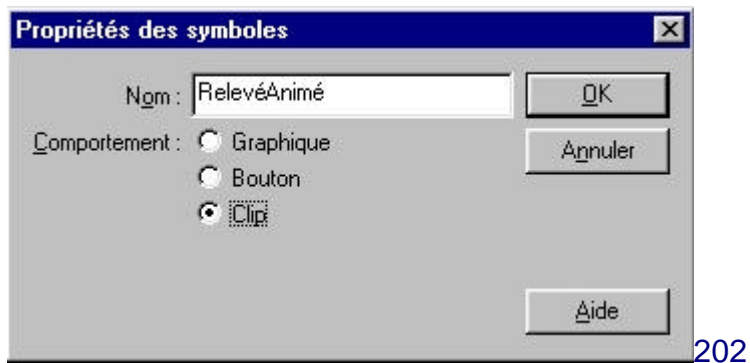 Propriétés des symboles
Nom : RelevéAnimé OK
Comportement : Graphique Annuler
Bouton
Clip
Aide
202